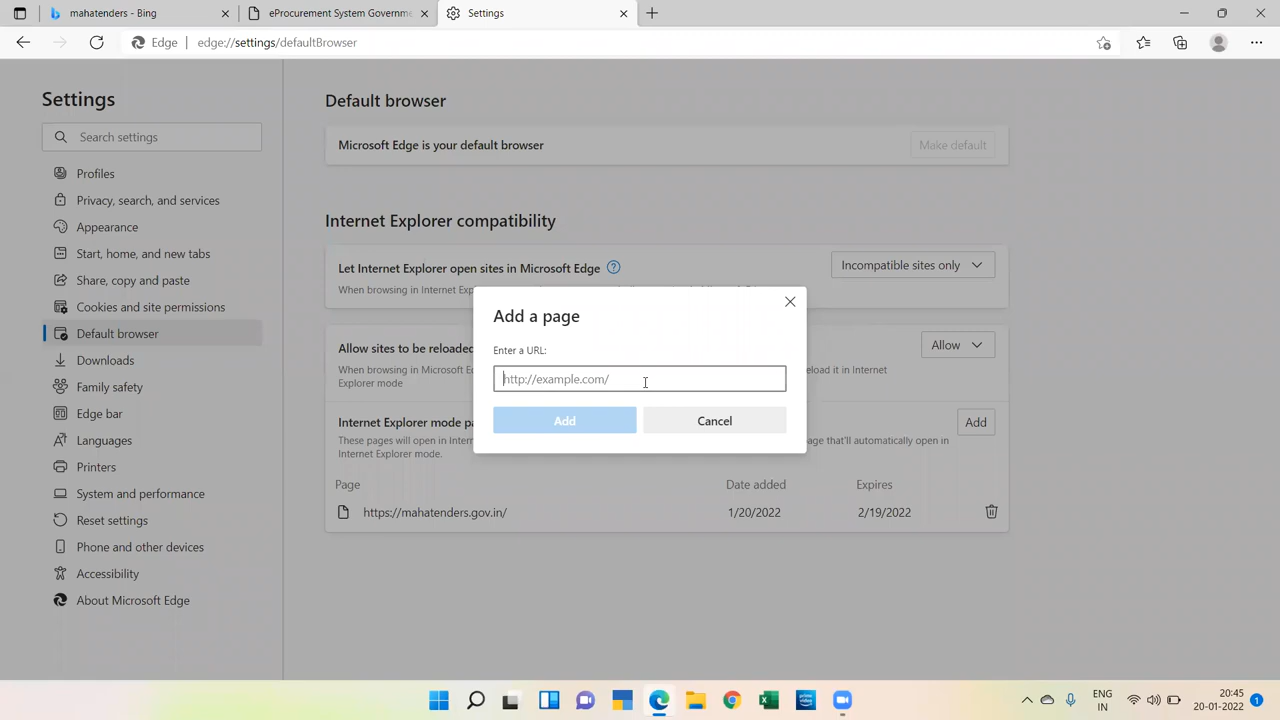 mahatenders - Bing
eProcurement System Governm
Settings
Edge
edge://settings/defaultBrowser
Settings
Search settings
Profiles
Privacy, search, and services
Appearance
Start, home, and new tabs
Share, copy and paste
Cookies and site permissions
Default browser
Downloads
Family safety
Edge bar
Languages
Printers
System and performance
Reset settings
Phone and other devices
Accessibility
About Microsoft Edge
Default browser
Microsoft Edge is your default browser
Make default
Internet Explorer compatibility
Let Internet Explorer open sites in Microsoft Edge
Incompatible sites only
When browsing in Internet Exp
Allow sites to be reloaded
Allow
When browsing in Microsoft Ed
load it in Internet
Explorer mode
Internet Explorer mode pa
Add
These pages will open in Intern
page that'll automatically open in
Internet Explorer mode.
Page
Date added
Expires
https://mahatenders.gov.in/
1/20/2022
2/19/2022
Add a page
Enter a URL:
http://example.com/
Add
Cancel
ENG
IN
20:45
20-01-2022
1